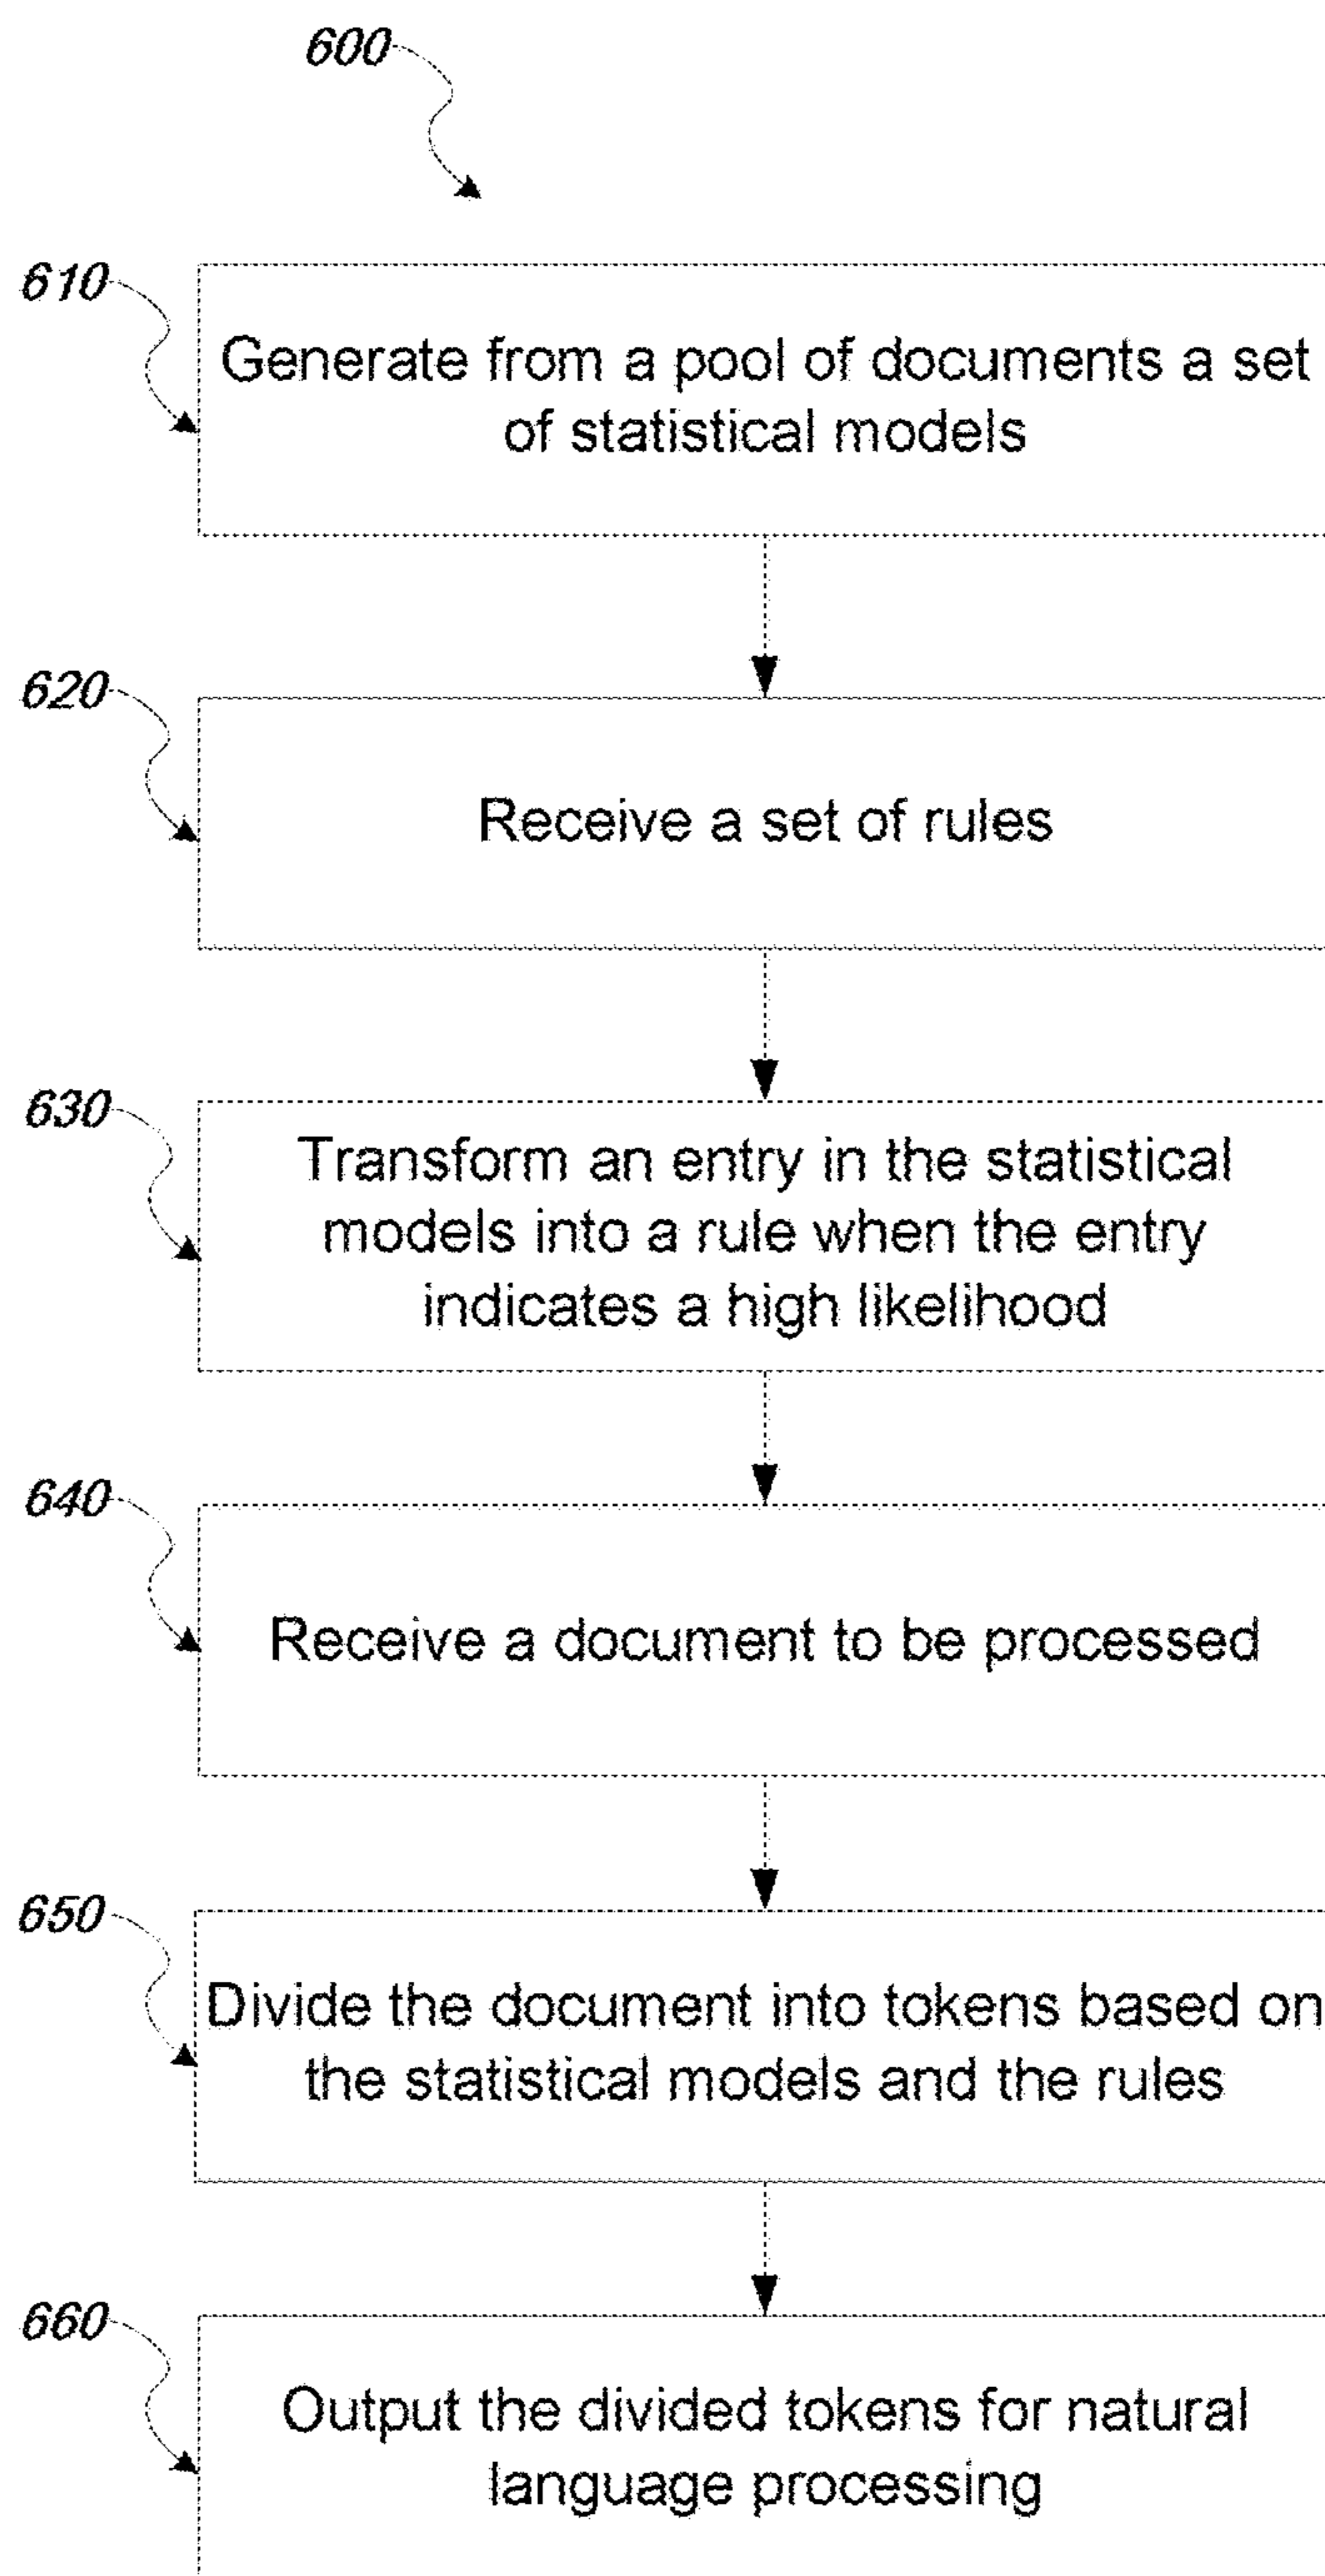 600
610
Generate from a pool of documents a set
of statistical models
620
Receive a set of rules
630
Transform an entry in the statistical
models into a rule when the entry
indicates a high likelihood
640
Receive a document to be processed
650
Divide the document into tokens based on
the statistical models and the rules
660
Output the divided tokens for natural
language processing